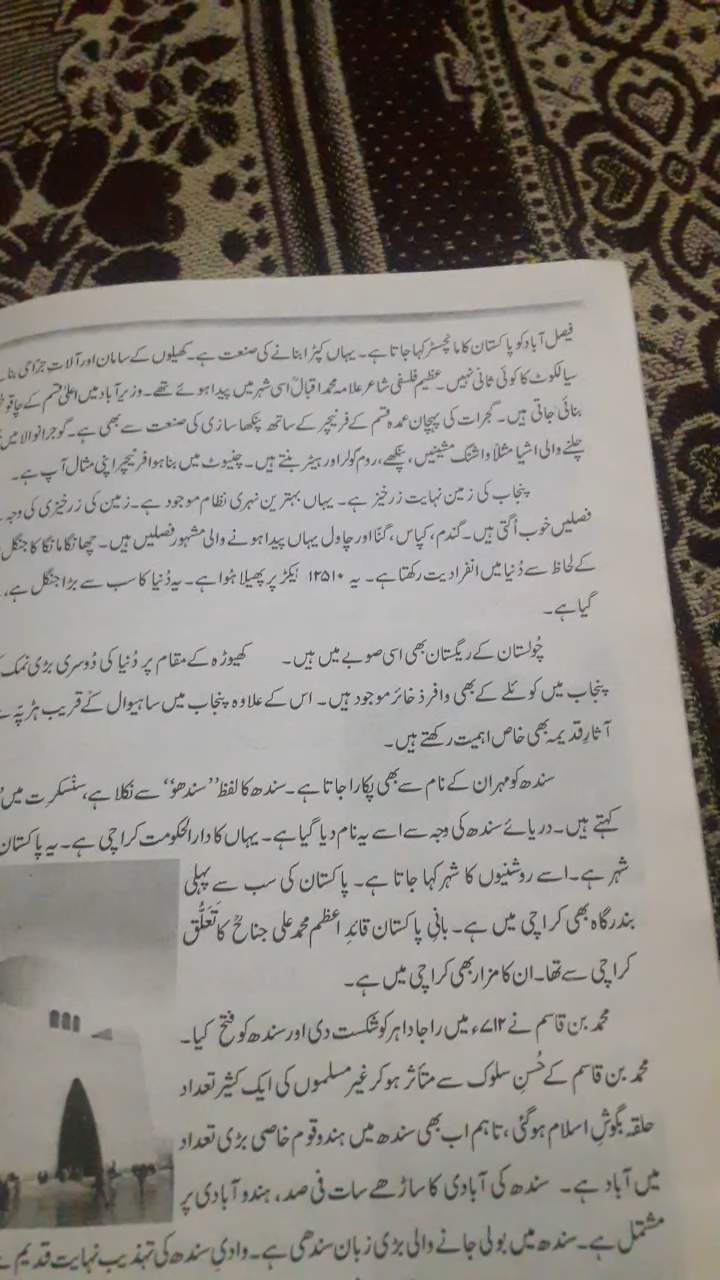 فیصل آباد کو پاکستان کا مانچسٹر کہا جاتا ہے۔ یہاں کپڑا بنانے کی صنعت ہے۔ کھیلوں کے سامان اور آلاتِ جرّاحی
سیالکوٹ کا کوئی ثانی نہیں۔ عظیم فلسفی شاعر علامہ محمد اقبالؒ اسی شہر میں پیدا ہوئے تھے۔ وزیر آباد میں اعلیٰ قسم کے
بنائی جاتی ہیں۔ گجرات کی پہچان عمدہ قسم کے فرنیچر کے ساتھ پنکھا سازی کی صنعت سے بھی ہے۔ گوجرانوالا میں
چلنے والی اشیا مثلاً واشنگ مشینیں، پنکھے، روم کولر اور ہیٹر بنتے ہیں۔ چنیوٹ میں بنا ہوا فرنیچر اپنی مثال آپ ہے۔
پنجاب کی زمین نہایت زرخیز ہے۔ یہاں بہترین نہری نظام موجود ہے۔ زمین کی زرخیزی کی وجہ
فصلیں خوب اُگتی ہیں۔ گندم، کپاس، گنّا اور چاول یہاں پیدا ہونے والی مشہور فصلیں ہیں۔ چھانگا مانگا کا جنگل
کے لحاظ سے دُنیا میں انفرادیت رکھتا ہے۔ یہ ۱۲۵۱۰ ہیکڑ پر پھیلا ہُوا ہے۔ یہ دُنیا کا سب سے بڑا جنگل ہے،
گیا ہے۔
چُولستان کے ریگستان بھی اسی صوبے میں ہیں۔ کھیوڑہ کے مقام پر دُنیا کی دُوسری بڑی نمک
پنجاب میں کوئلے کے بھی وافر ذخائر موجود ہیں۔ اس کے علاوہ پنجاب میں ساہیوال کے قریب ہڑپّہ
آثارِ قدیمہ بھی خاص اہمیت رکھتے ہیں۔
سندھ کو مہران کے نام سے بھی پکارا جاتا ہے۔ سندھ کا لفظ ’’سندھو‘‘ سے نکلا ہے، سنسکرت میں
کہتے ہیں۔ دریائے سندھ کی وجہ سے اسے یہ نام دیا گیا ہے۔ یہاں کا دارالحکومت کراچی ہے۔ یہ پاکستان
شہر ہے۔ اسے روشنیوں کا شہر کہا جاتا ہے۔ پاکستان کی سب سے پہلی
بندرگاہ بھی کراچی میں ہے۔ بانیِ پاکستان قائدِ اعظم محمد علی جناحؒ کا تَعَلُّق
کراچی سے تھا۔ ان کا مزار بھی کراچی میں ہے۔
محمد بن قاسم نے ۷۱۲ء میں راجا داہر کو شکست دی اور سندھ کو فتح کیا۔
محمد بن قاسم کے حُسنِ سلوک سے متأثر ہو کر غیر مسلموں کی ایک کثیر تعداد
حلقہ بگوشِ اسلام ہو گئی، تاہم اب بھی سندھ میں ہندو قوم خاصی بڑی تعداد
میں آباد ہے۔ سندھ کی آبادی کا ساڑھے سات فی صد، ہندو آبادی پر
مشتمل ہے۔ سندھ میں بولی جانے والی بڑی زبان سندھی ہے۔ وادیِ سندھ کی تہذیب نہایت قدیم ہے